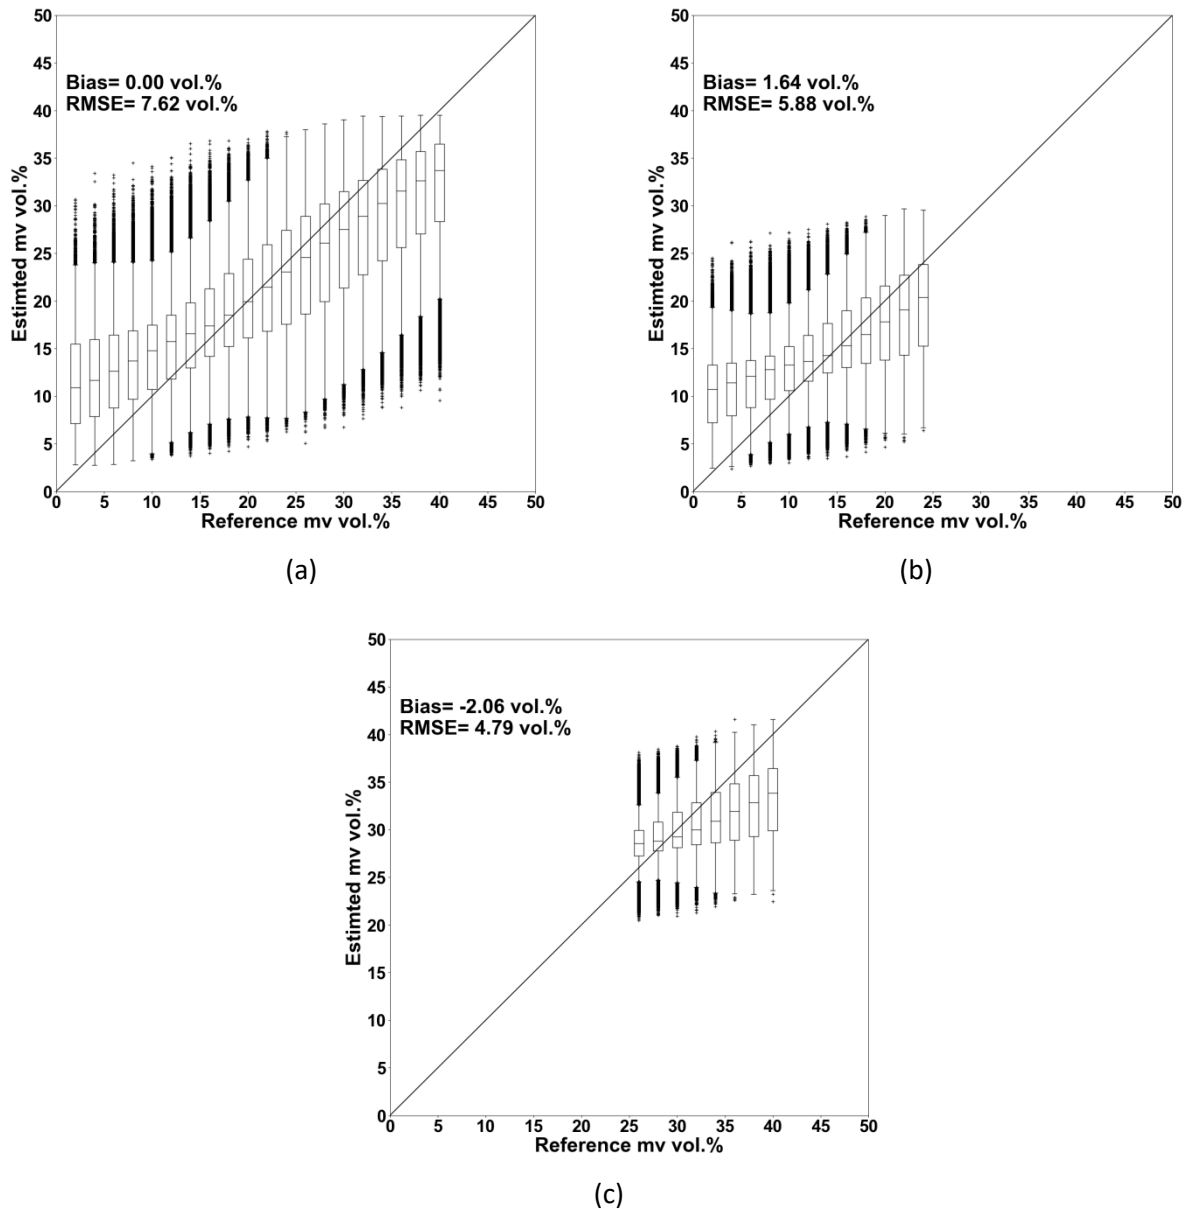 50
45
40
35
30
25
20
15
10
5
0
Estimted mv vol.%
Bias= 0.00 vol.%
RMSE= 7.62 vol.%
0 5 10 15 20 25 30 35 40 45 50
Reference mv vol.%
(a)
50
45
40
35
30
25
20
15
10
5
0
Estimted mv vol.%
Bias= 1.64 vol.%
RMSE= 5.88 vol.%
0 5 10 15 20 25 30 35 40 45 50
Reference mv vol.%
(b)
50
45
40
35
30
25
20
15
10
5
0
Estimted mv vol.%
Bias= -2.06 vol.%
RMSE= 4.79 vol.%
0 5 10 15 20 25 30 35 40 45 50
Reference mv vol.%
(c)